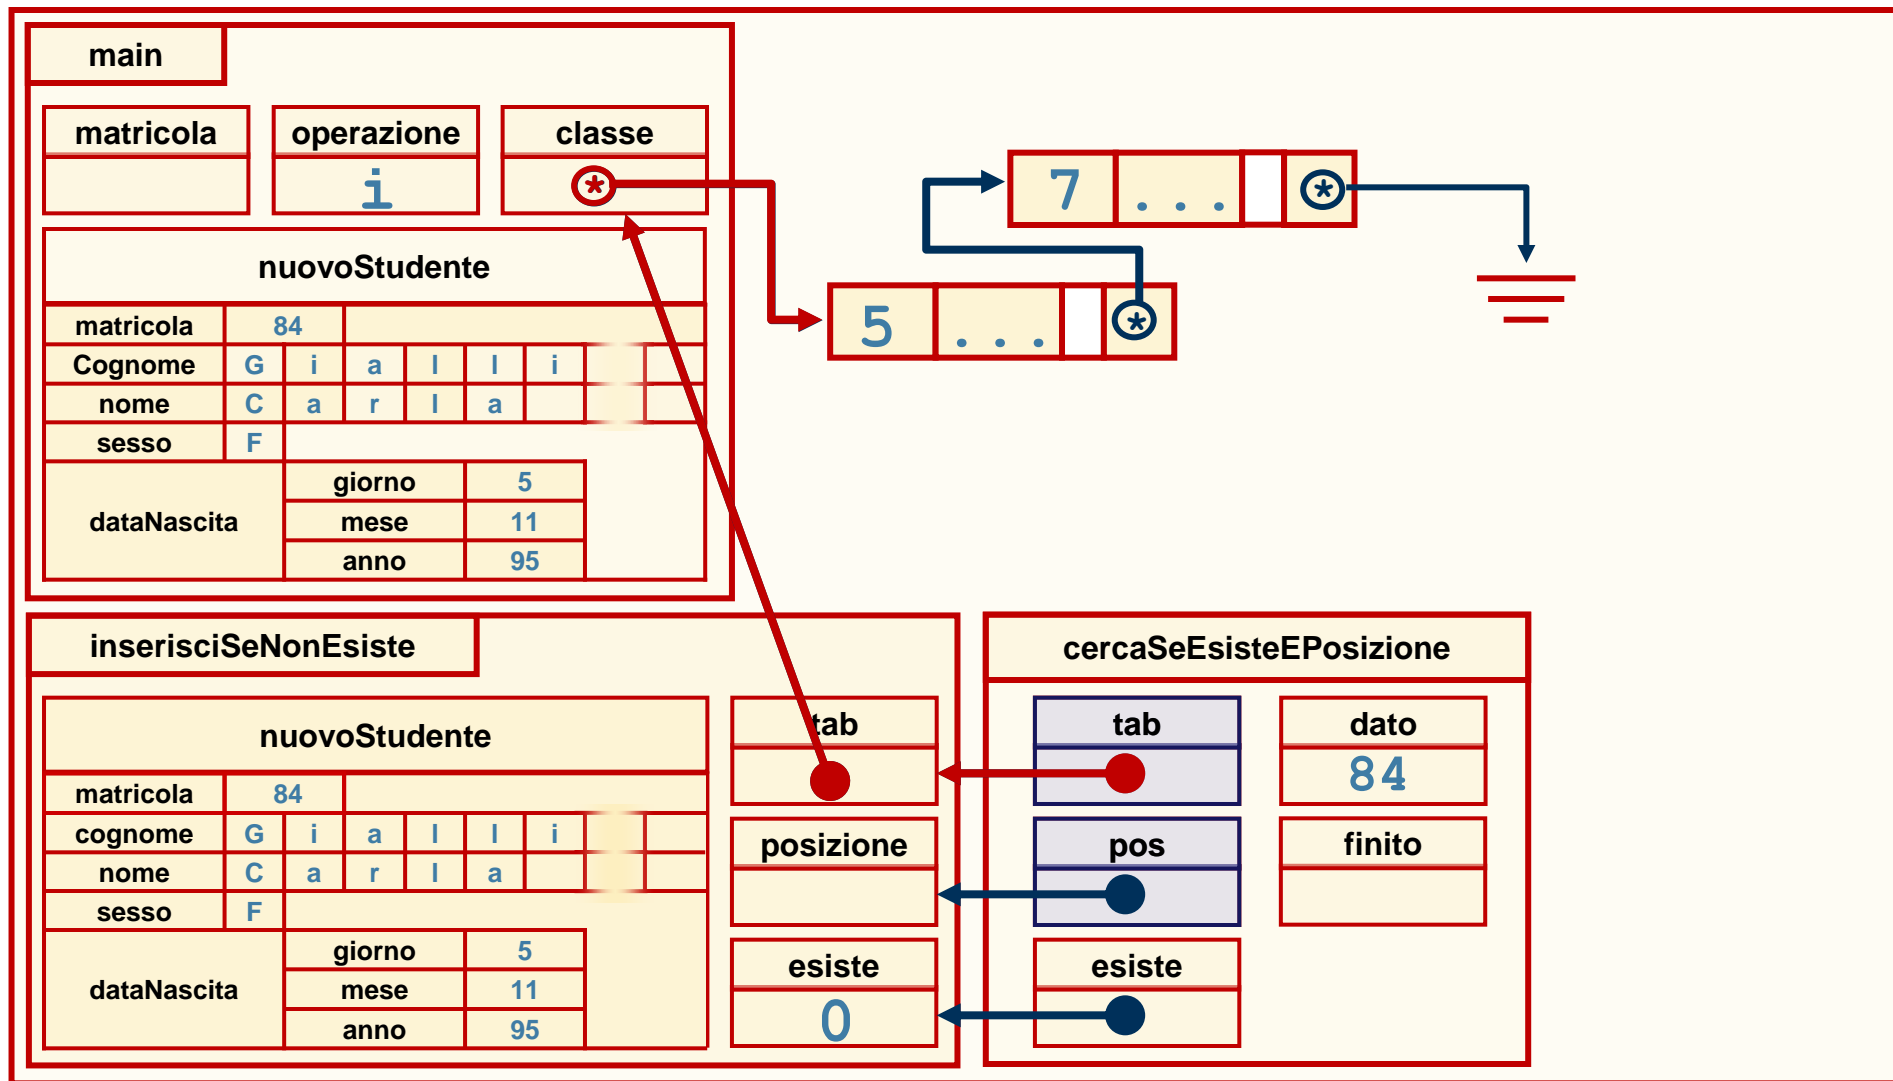 main
matricola operazione classe
i *
7 . . . *
nuovoStudente
5 . . . *
matricola 84
Cognome G i a l l i
nome C a r l a
sesso F
dataNascita
giorno 5
mese 11
anno 95
inserisciSeNonEsiste
cercaSeEsisteEPosizione
nuovoStudente
tab
tab
dato
84
matricola 84
cognome G i a l l i
nome C a r l a
sesso F
posizione
pos
finito
dataNascita
giorno 5
mese 11
anno 95
esiste
0
esiste